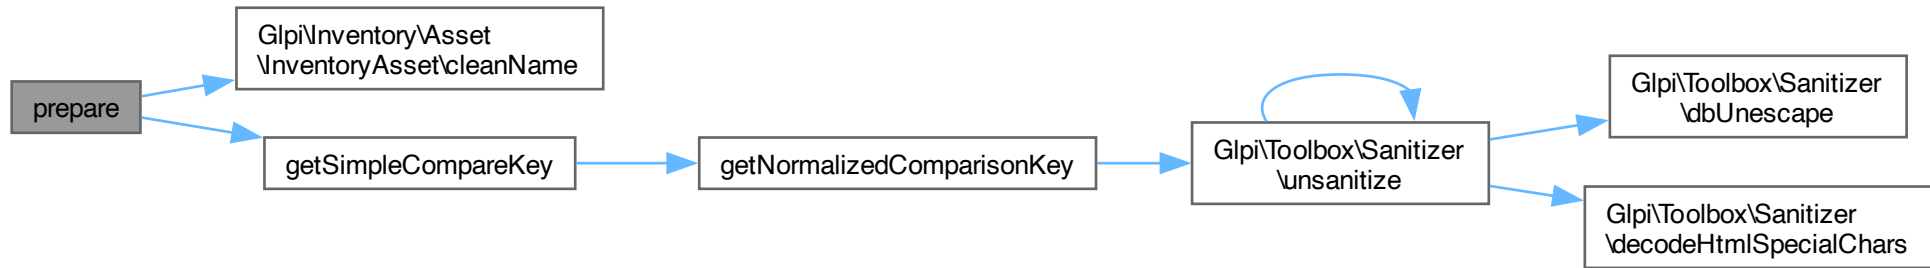 prepare
Glpi\Inventory\Asset
\InventoryAsset\cleanName
getSimpleCompareKey
getNormalizedComparisonKey
Glpi\Toolbox\Sanitizer
\unsanitize
Glpi\Toolbox\Sanitizer
\dbUnescape
Glpi\Toolbox\Sanitizer
\decodeHtmlSpecialChars